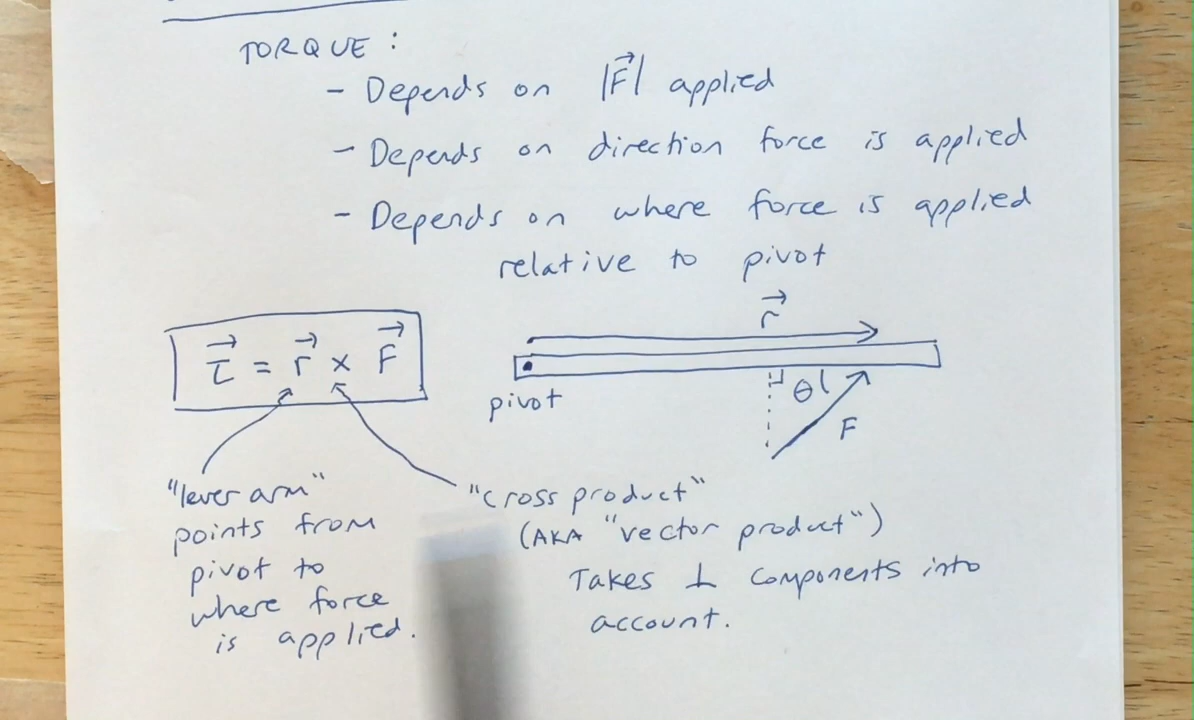 TORQUE:
- Depends on |F⃗| applied
- Depends on direction force is applied
- Depends on where force is applied
relative to pivot
τ⃗ = r⃗ × F⃗
r⃗
pivot
θ
F
"lever arm"
points from
pivot to
where force
is applied.
"cross product"
(AKA "vector product")
Takes ⊥ components into
account.